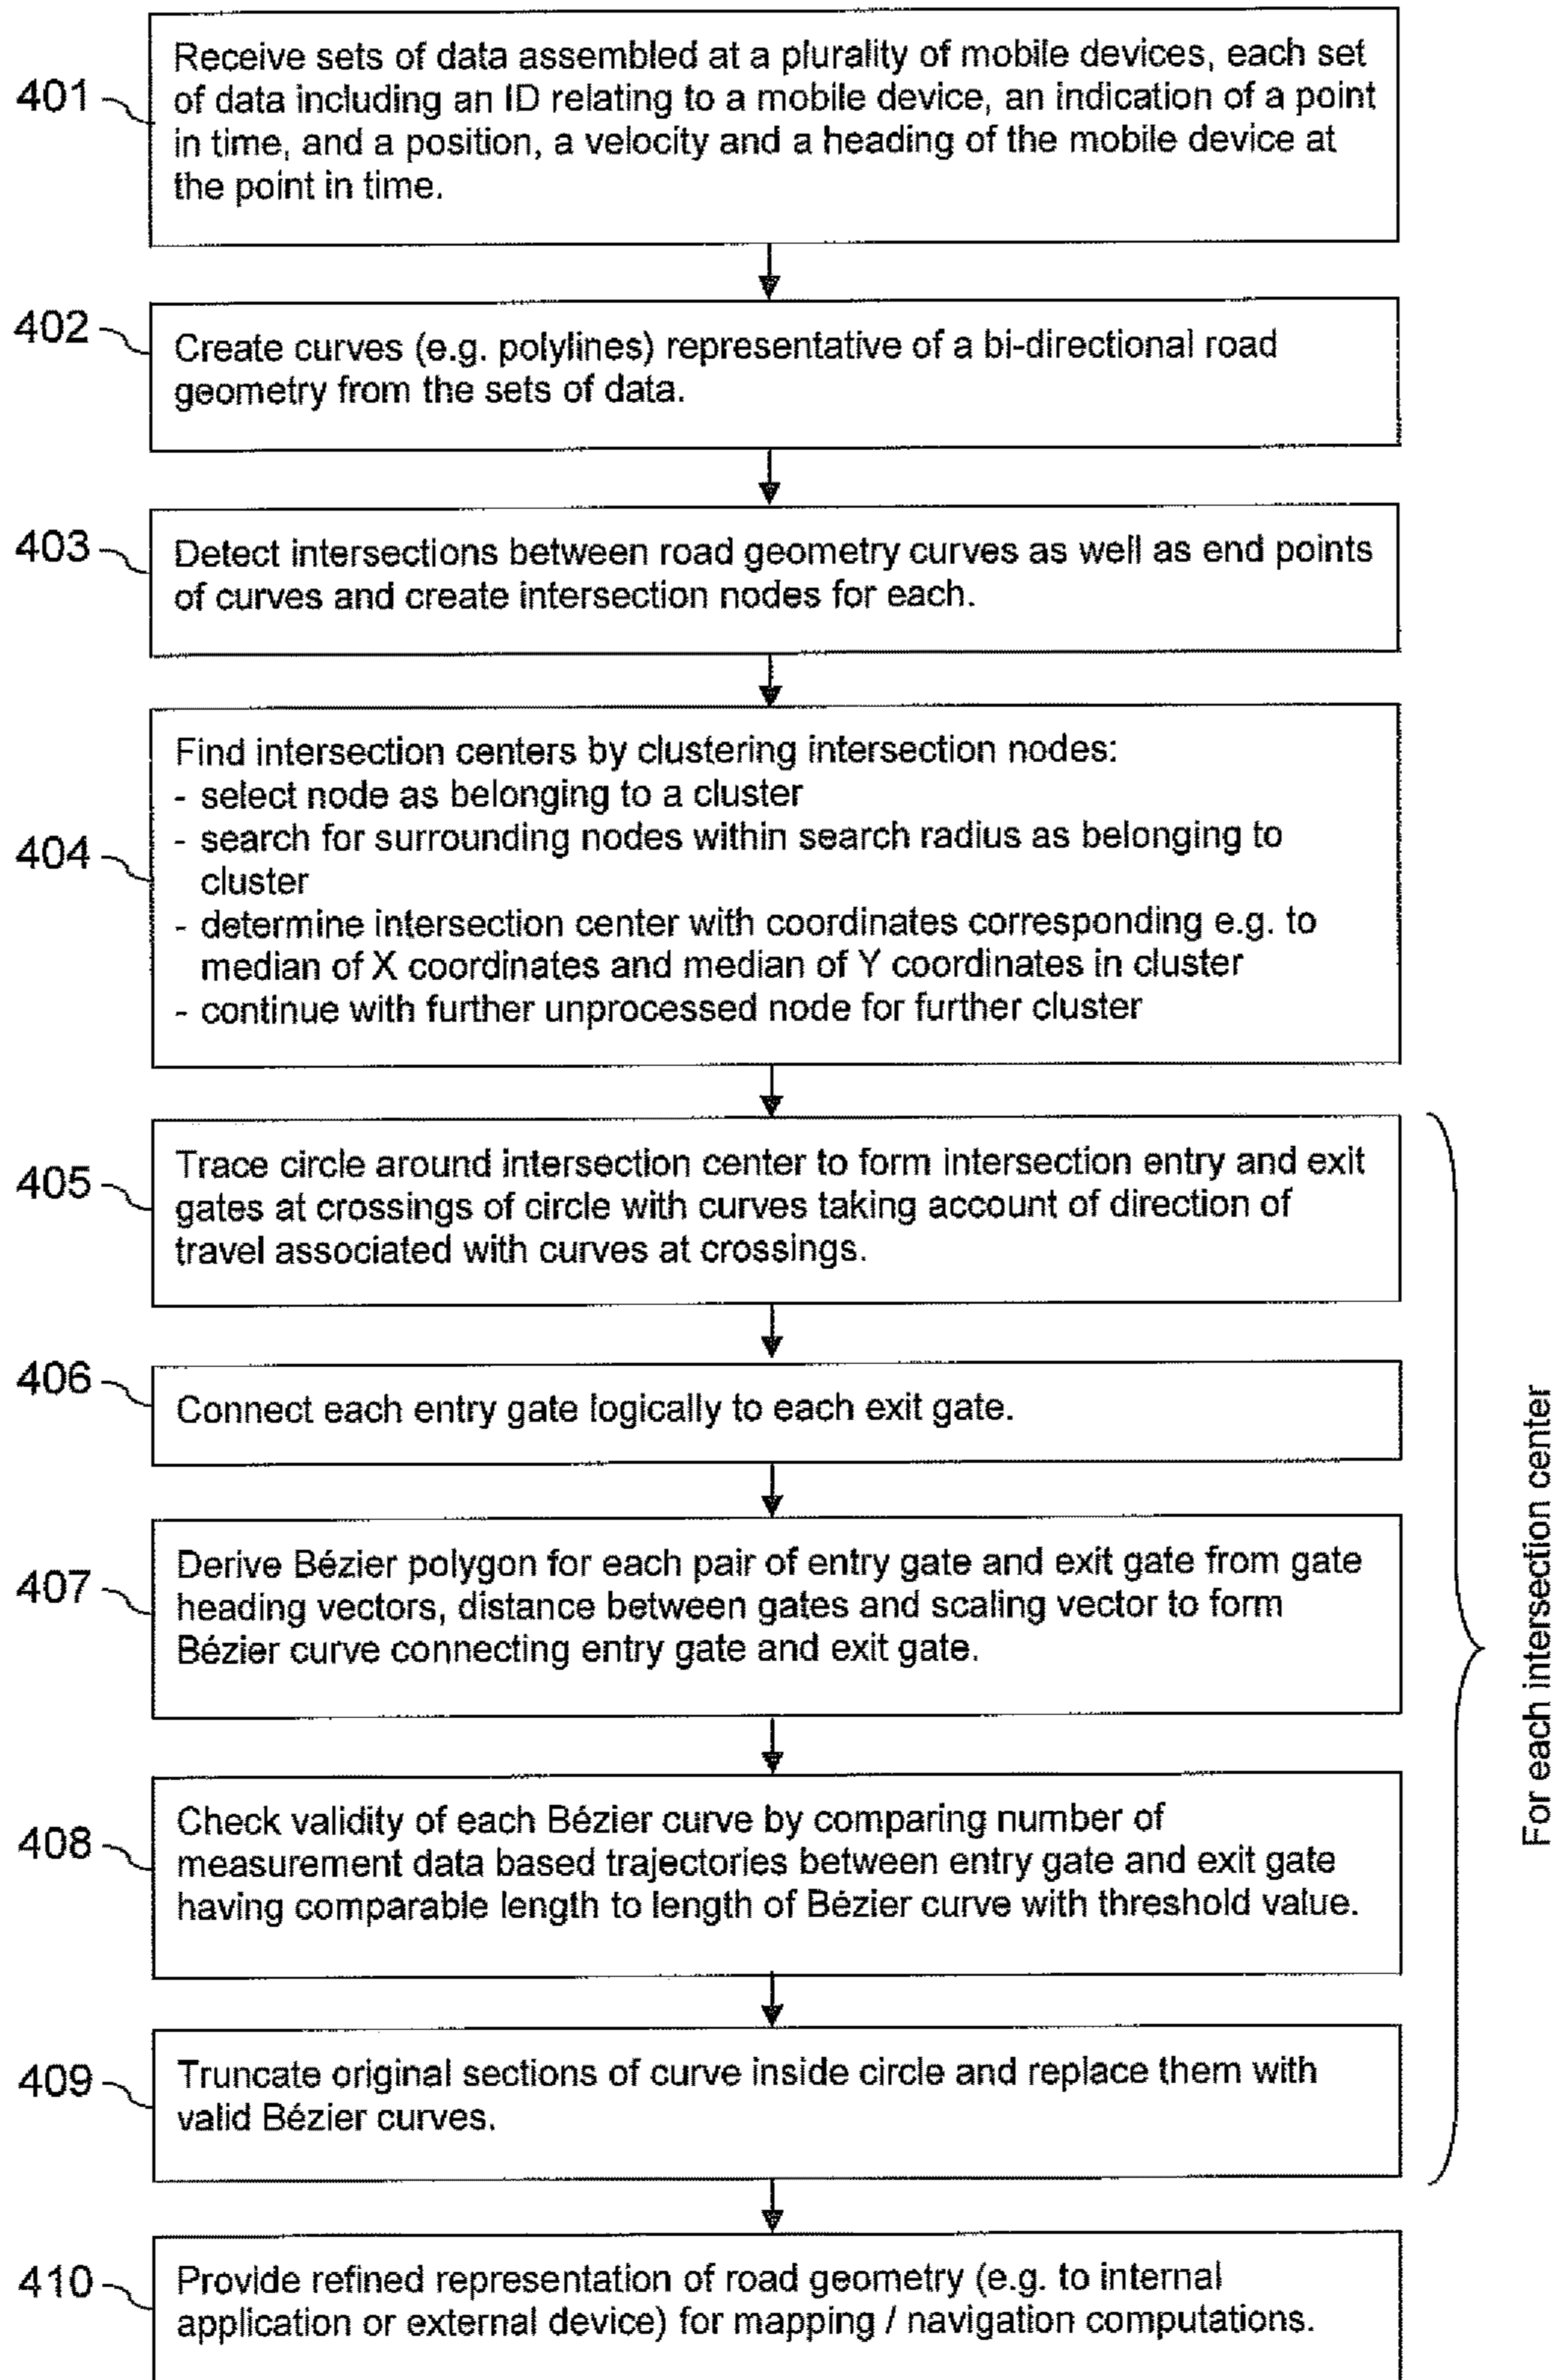 401
Receive sets of data assembled at a plurality of mobile devices, each set
of data including an ID relating to a mobile device, an indication of a point
in time, and a position, a velocity and a heading of the mobile device at
the point in time.
402
Create curves (e.g. polylines) representative of a bi-directional road
geometry from the sets of data.
403
Detect intersections between road geometry curves as well as end points
of curves and create intersection nodes for each.
404
Find intersection centers by clustering intersection nodes:
- select node as belonging to a cluster
- search for surrounding nodes within search radius as belonging to
cluster
- determine intersection center with coordinates corresponding e.g. to
median of X coordinates and median of Y coordinates in cluster
- continue with further unprocessed node for further cluster
405
Trace circle around intersection center to form intersection entry and exit
gates at crossings of circle with curves taking account of direction of
travel associated with curves at crossings.
406
Connect each entry gate logically to each exit gate.
407
Derive Bézier polygon for each pair of entry gate and exit gate from gate
heading vectors, distance between gates and scaling vector to form
Bézier curve connecting entry gate and exit gate.
408
Check validity of each Bézier curve by comparing number of
measurement data based trajectories between entry gate and exit gate
having comparable length to length of Bézier curve with threshold value.
409
Truncate original sections of curve inside circle and replace them with
valid Bézier curves.
For each intersection center
410
Provide refined representation of road geometry (e.g. to internal
application or external device) for mapping / navigation computations.